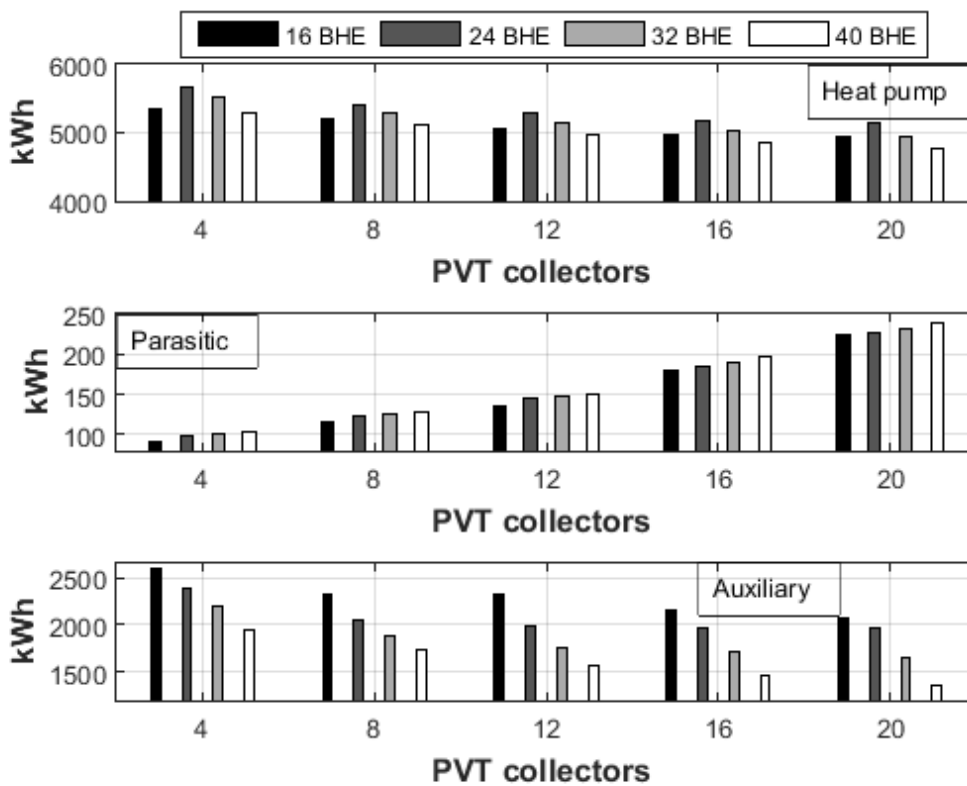 16 BHE 24 BHE 32 BHE 40 BHE
6000
Heat pump
5000
kWh
4000
4 8 12 16 20
PVT collectors
250
Parasitic
200
kWh
150
100
4 8 12 16 20
PVT collectors
2500
Auxiliary
2000
kWh
1500
4 8 12 16 20
PVT collectors